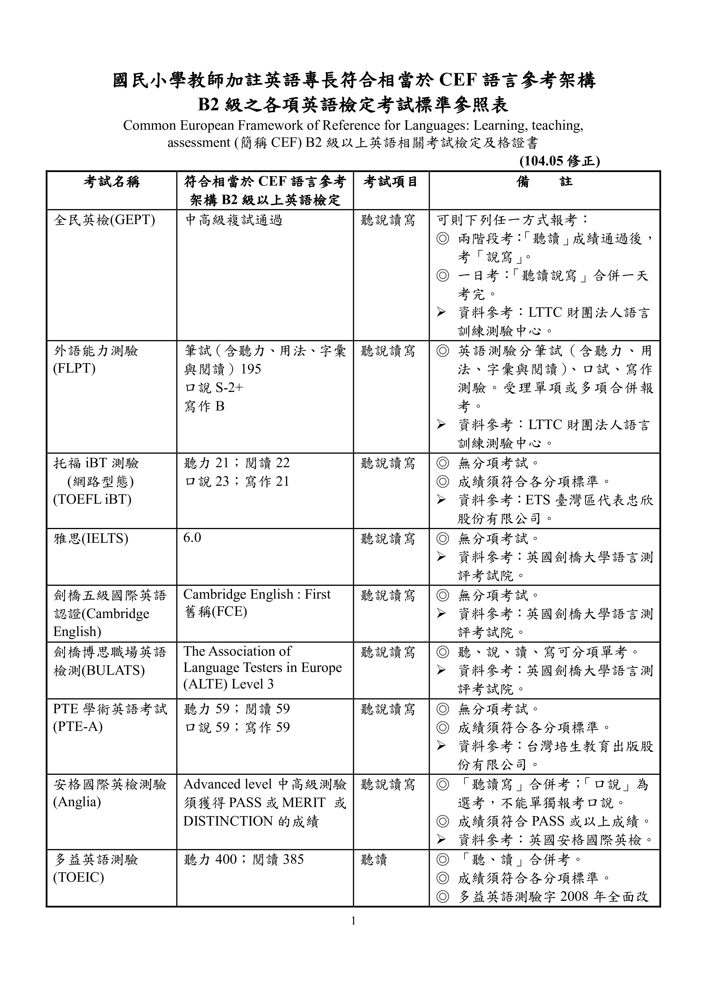 國民小學教師加註英語專長符合相當於 CEF 語言參考架構
B2 級之各項英語檢定考試標準參照表
Common European Framework of Reference for Languages: Learning, teaching,
assessment (簡稱 CEF) B2 級以上英語相關考試檢定及格證書
(104.05 修正)
考試名稱
符合相當於 CEF 語言參考
架構 B2 級以上英語檢定
考試項目
備 註
全民英檢(GEPT)
中高級複試通過
聽說讀寫
可則下列任一方式報考：
◎ 兩階段考：「聽讀」成績通過後，
考「說寫」。
◎ 一日考：「聽讀說寫」合併一天
考完。
➢ 資料參考：LTTC 財團法人語言
訓練測驗中心。
外語能力測驗
(FLPT)
筆試（含聽力、用法、字彙
與閱讀）195
口說 S-2+
寫作 B
聽說讀寫
◎ 英語測驗分筆試（含聽力、用
法、字彙與閱讀）、口試、寫作
測驗。受理單項或多項合併報
考。
➢ 資料參考：LTTC 財團法人語言
訓練測驗中心。
托福 iBT 測驗
(網路型態)
(TOEFL iBT)
聽力 21；閱讀 22
口說 23；寫作 21
聽說讀寫
◎ 無分項考試。
◎ 成績須符合各分項標準。
➢ 資料參考：ETS 臺灣區代表忠欣
股份有限公司。
雅思(IELTS)
6.0
聽說讀寫
◎ 無分項考試。
➢ 資料參考：英國劍橋大學語言測
評考試院。
劍橋五級國際英語
認證(Cambridge
English)
Cambridge English : First
舊稱(FCE)
聽說讀寫
◎ 無分項考試。
➢ 資料參考：英國劍橋大學語言測
評考試院。
劍橋博思職場英語
檢測(BULATS)
The Association of
Language Testers in Europe
(ALTE) Level 3
聽說讀寫
◎ 聽、說、讀、寫可分項單考。
➢ 資料參考：英國劍橋大學語言測
評考試院。
PTE 學術英語考試
(PTE-A)
聽力 59；閱讀 59
口說 59；寫作 59
聽說讀寫
◎ 無分項考試。
◎ 成績須符合各分項標準。
➢ 資料參考：台灣培生教育出版股
份有限公司。
安格國際英檢測驗
(Anglia)
Advanced level 中高級測驗
須獲得 PASS 或 MERIT 或
DISTINCTION 的成績
聽說讀寫
◎ 「聽讀寫」合併考；「口說」為
選考，不能單獨報考口說。
◎ 成績須符合 PASS 或以上成績。
➢ 資料參考：英國安格國際英檢。
多益英語測驗
(TOEIC)
聽力 400；閱讀 385
聽讀
◎ 「聽、讀」合併考。
◎ 成績須符合各分項標準。
◎ 多益英語測驗字 2008 年全面改
1